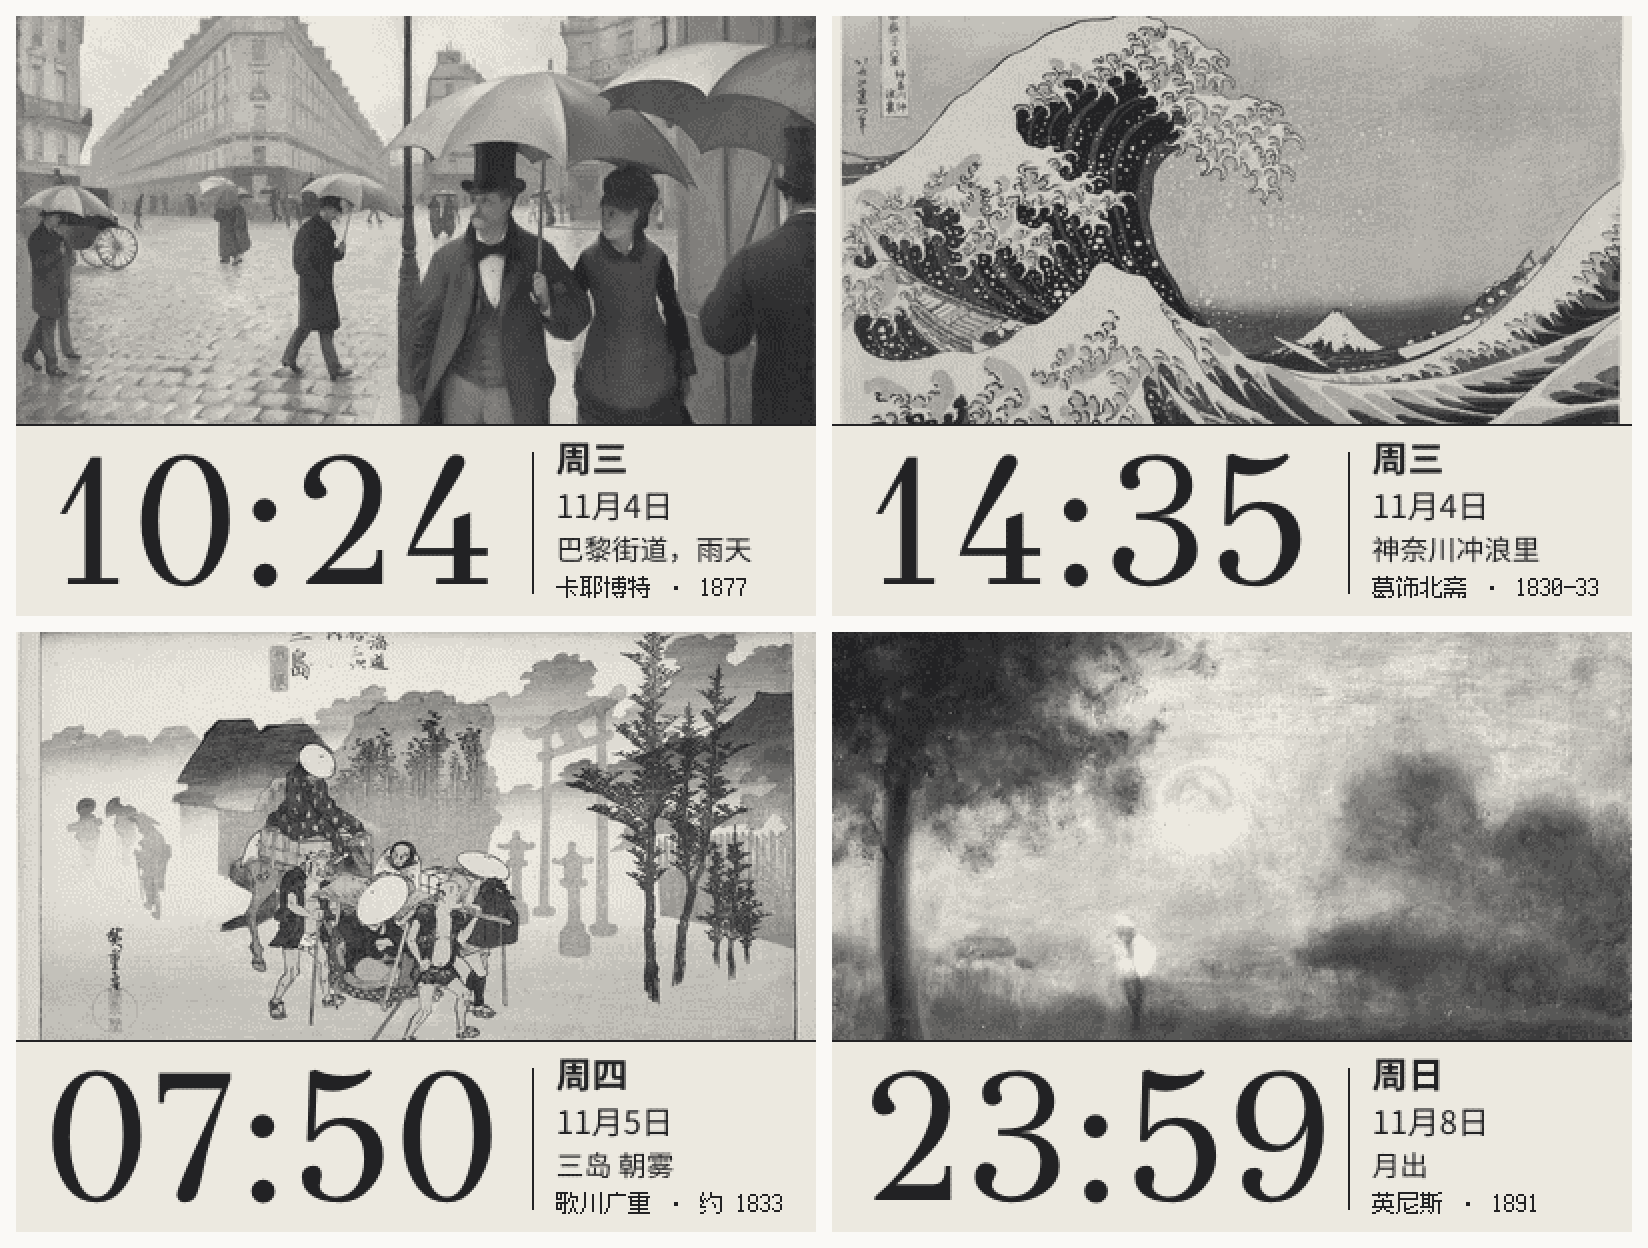 10:24
周三
11月4日
巴黎街道，雨天
卡耶博特 · 1877
14:35
周三
11月4日
神奈川冲浪里
葛饰北斋 · 1830–33
07:50
周四
11月5日
三岛 朝雾
歌川广重 · 约 1833
23:59
周日
11月8日
月出
英尼斯 · 1891